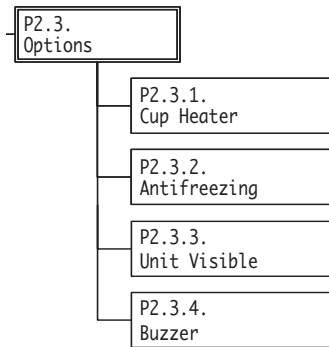 P2.3.
Options
P2.3.1.
Cup Heater
P2.3.2.
Antifreezing
P2.3.3.
Unit Visible
P2.3.4.
Buzzer